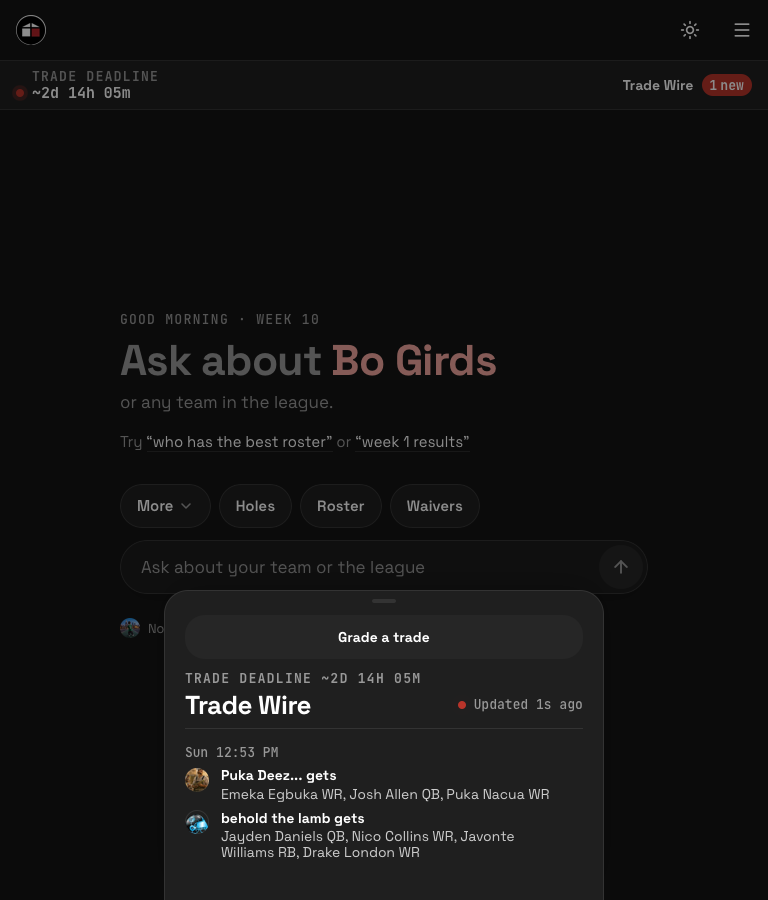 TRADE DEADLINE
~2d 14h 05m
Trade Wire 1 new
GOOD MORNING · WEEK 10
Ask about Bo Girds
or any team in the league.
Try “who has the best roster” or “week 1 results”
More Holes Roster Waivers
Ask about your team or the league
No
Grade a trade
TRADE DEADLINE ~2D 14H 05M
Trade Wire Updated 1s ago
Sun 12:53 PM
Puka Deez... gets
Emeka Egbuka WR, Josh Allen QB, Puka Nacua WR
behold the lamb gets
Jayden Daniels QB, Nico Collins WR, Javonte
Williams RB, Drake London WR